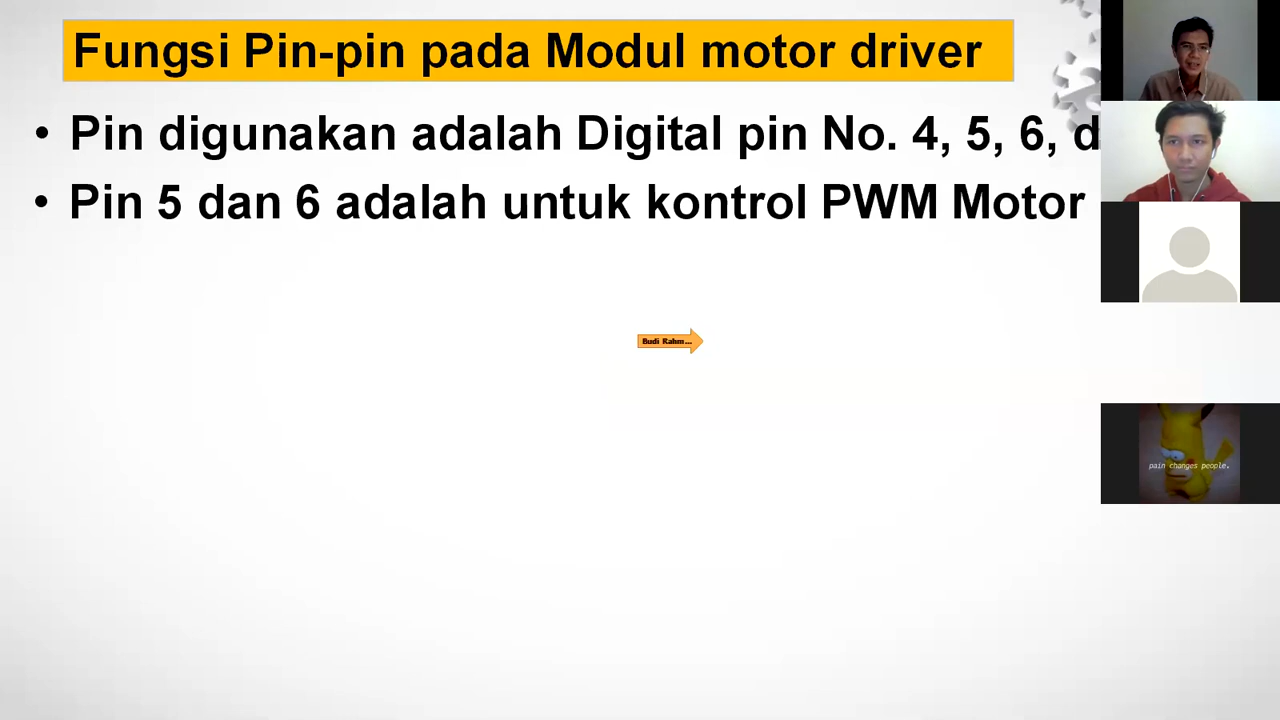 Fungsi Pin-pin pada Modul motor driver
• Pin digunakan adalah Digital pin No. 4, 5, 6, d
• Pin 5 dan 6 adalah untuk kontrol PWM Motor
Budi Rahm...
pain changes people.